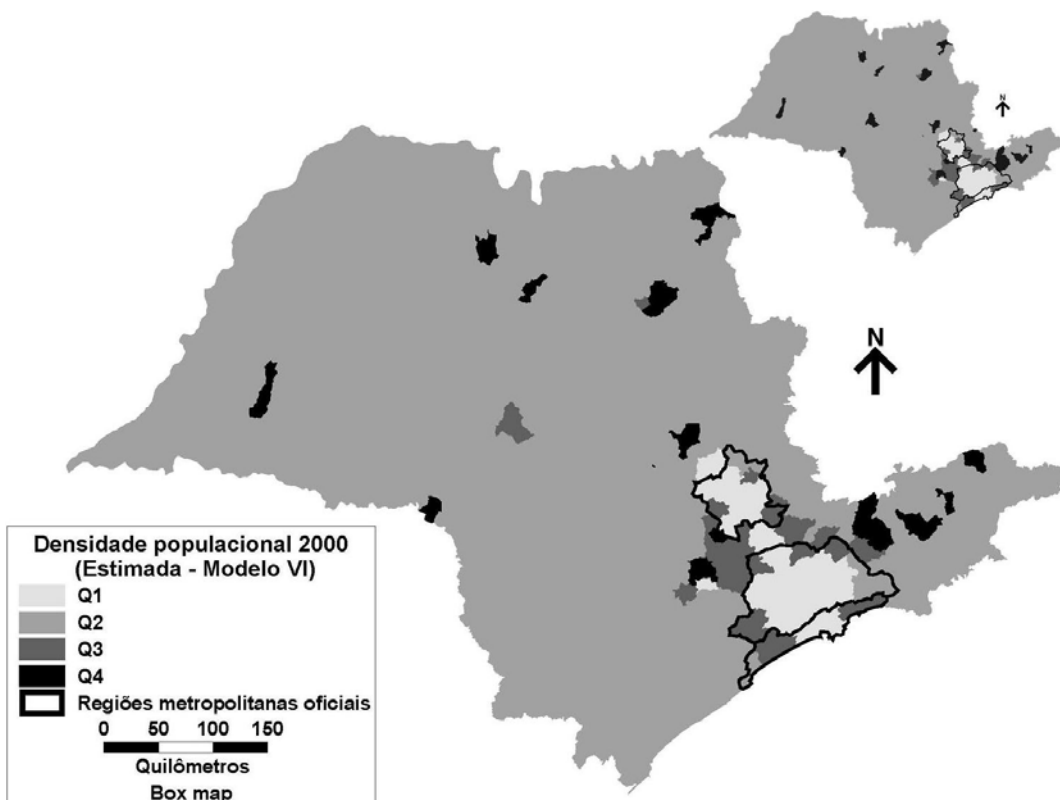 N
N
Densidade populacional 2000
(Estimada - Modelo VI)
Q1
Q2
Q3
Q4
Regiões metropolitanas oficiais
0 50 100 150
Quilômetros
Box map